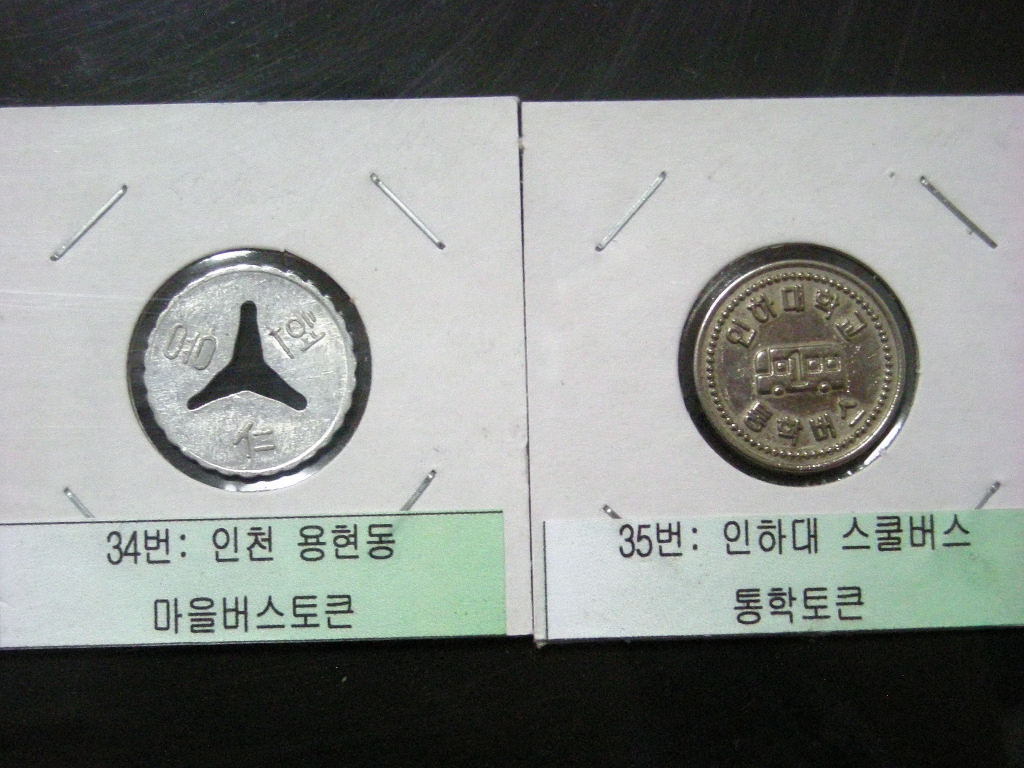 仁
34번: 인천 용현동
마을버스토큰
인하대학교
통학버스
35번: 인하대 스쿨버스
통학토큰